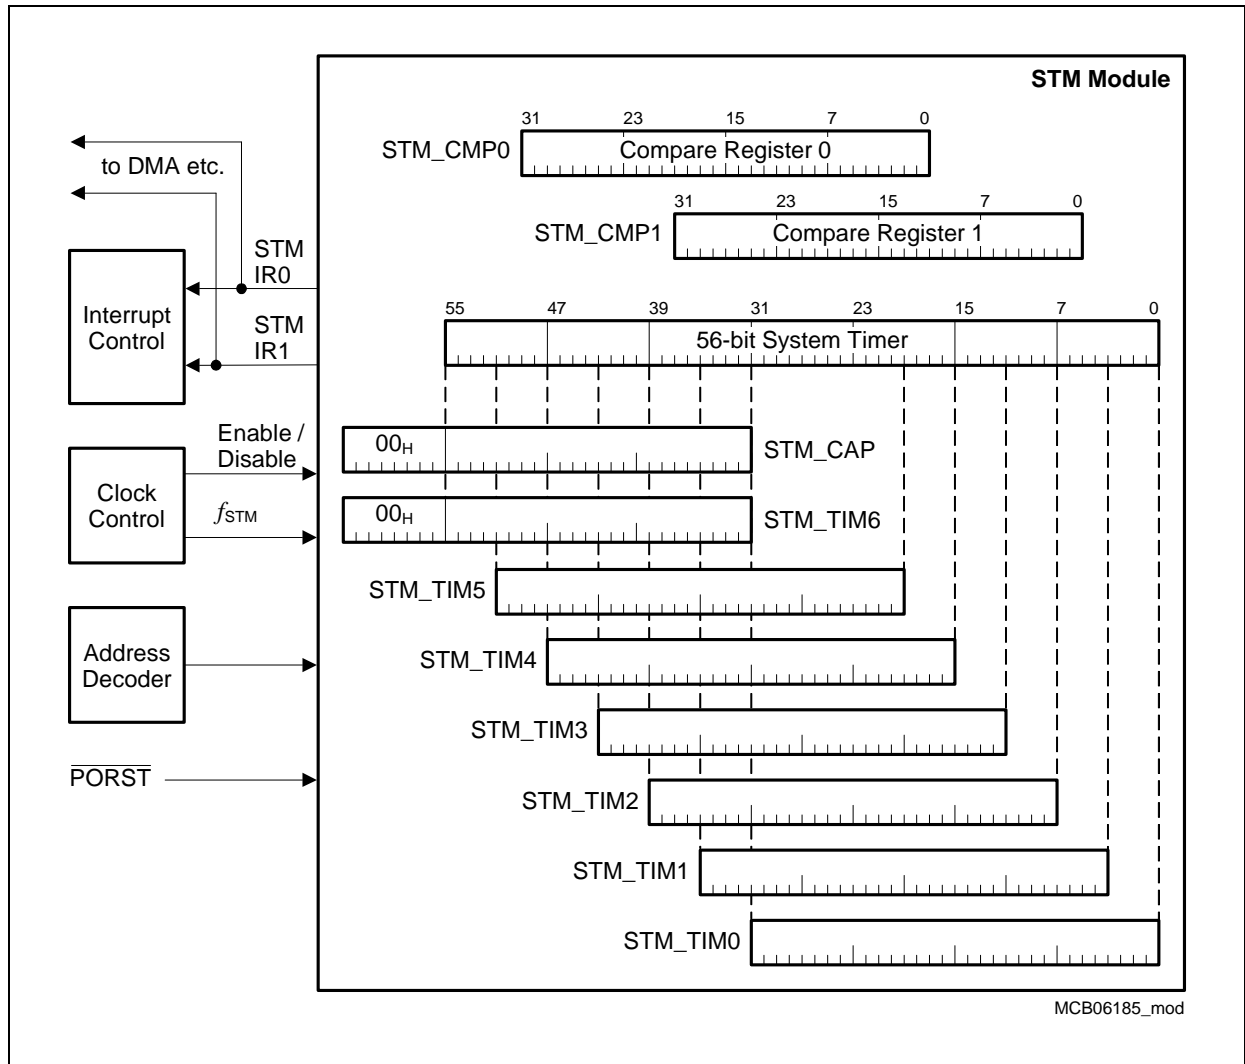 STM Module
31 23 15 7 0
STM_CMP0 Compare Register 0
to DMA etc.
31 23 15 7 0
STM_CMP1 Compare Register 1
STM
IR0
Interrupt
Control
STM
IR1
55 47 39 31 23 15 7 0
56-bit System Timer
Enable /
Disable
00H STM_CAP
Clock
Control
fSTM
00H STM_TIM6
STM_TIM5
Address
Decoder
STM_TIM4
STM_TIM3
PORST
STM_TIM2
STM_TIM1
STM_TIM0
MCB06185_mod